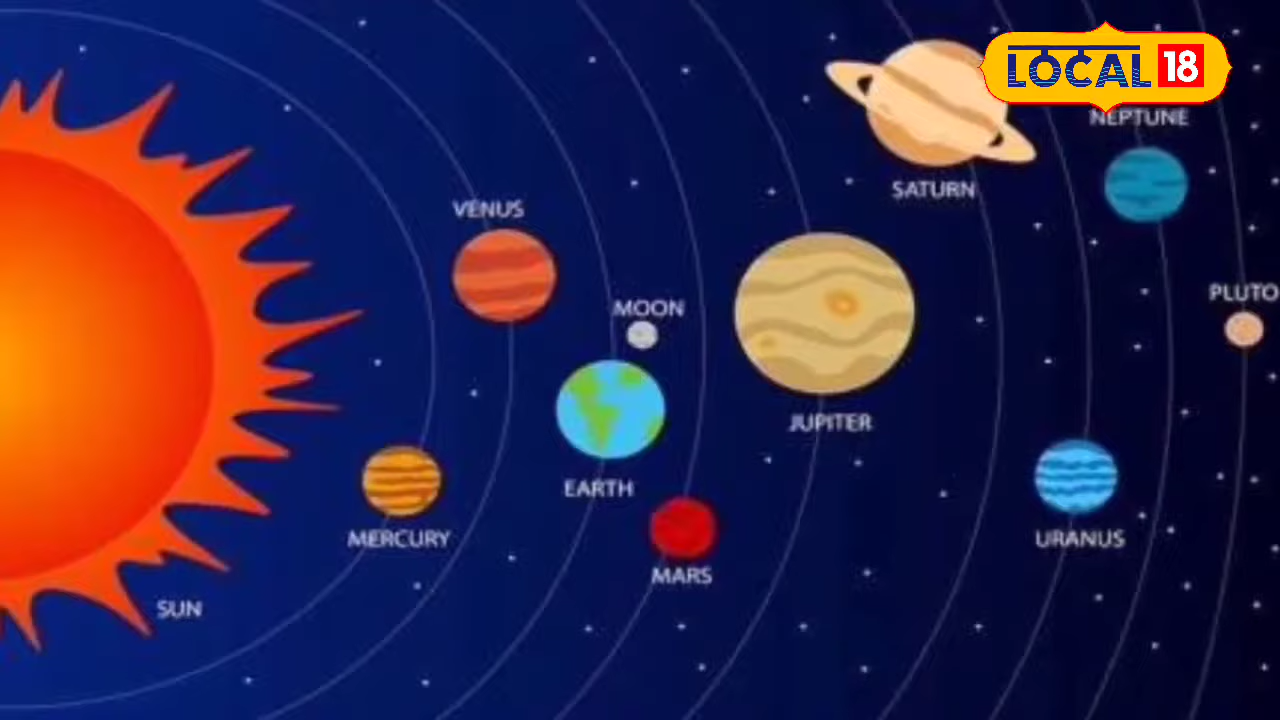 LOCAL 18
NEPTUNE
SATURN
VENUS
PLUTO
MOON
JUPITER
EARTH
MERCURY
URANUS
MARS
SUN